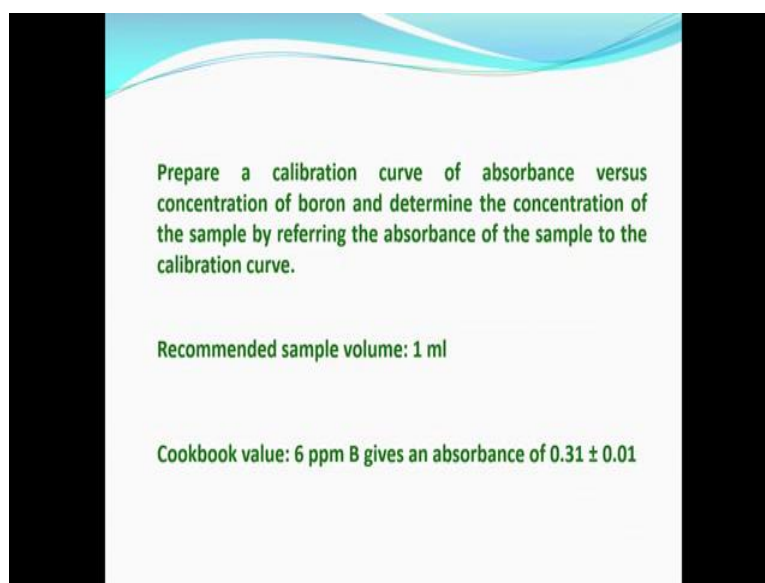 Prepare a calibration curve of absorbance versus
concentration of boron and determine the concentration of
the sample by referring the absorbance of the sample to the
calibration curve.
Recommended sample volume: 1 ml
Cookbook value: 6 ppm B gives an absorbance of 0.31 ± 0.01